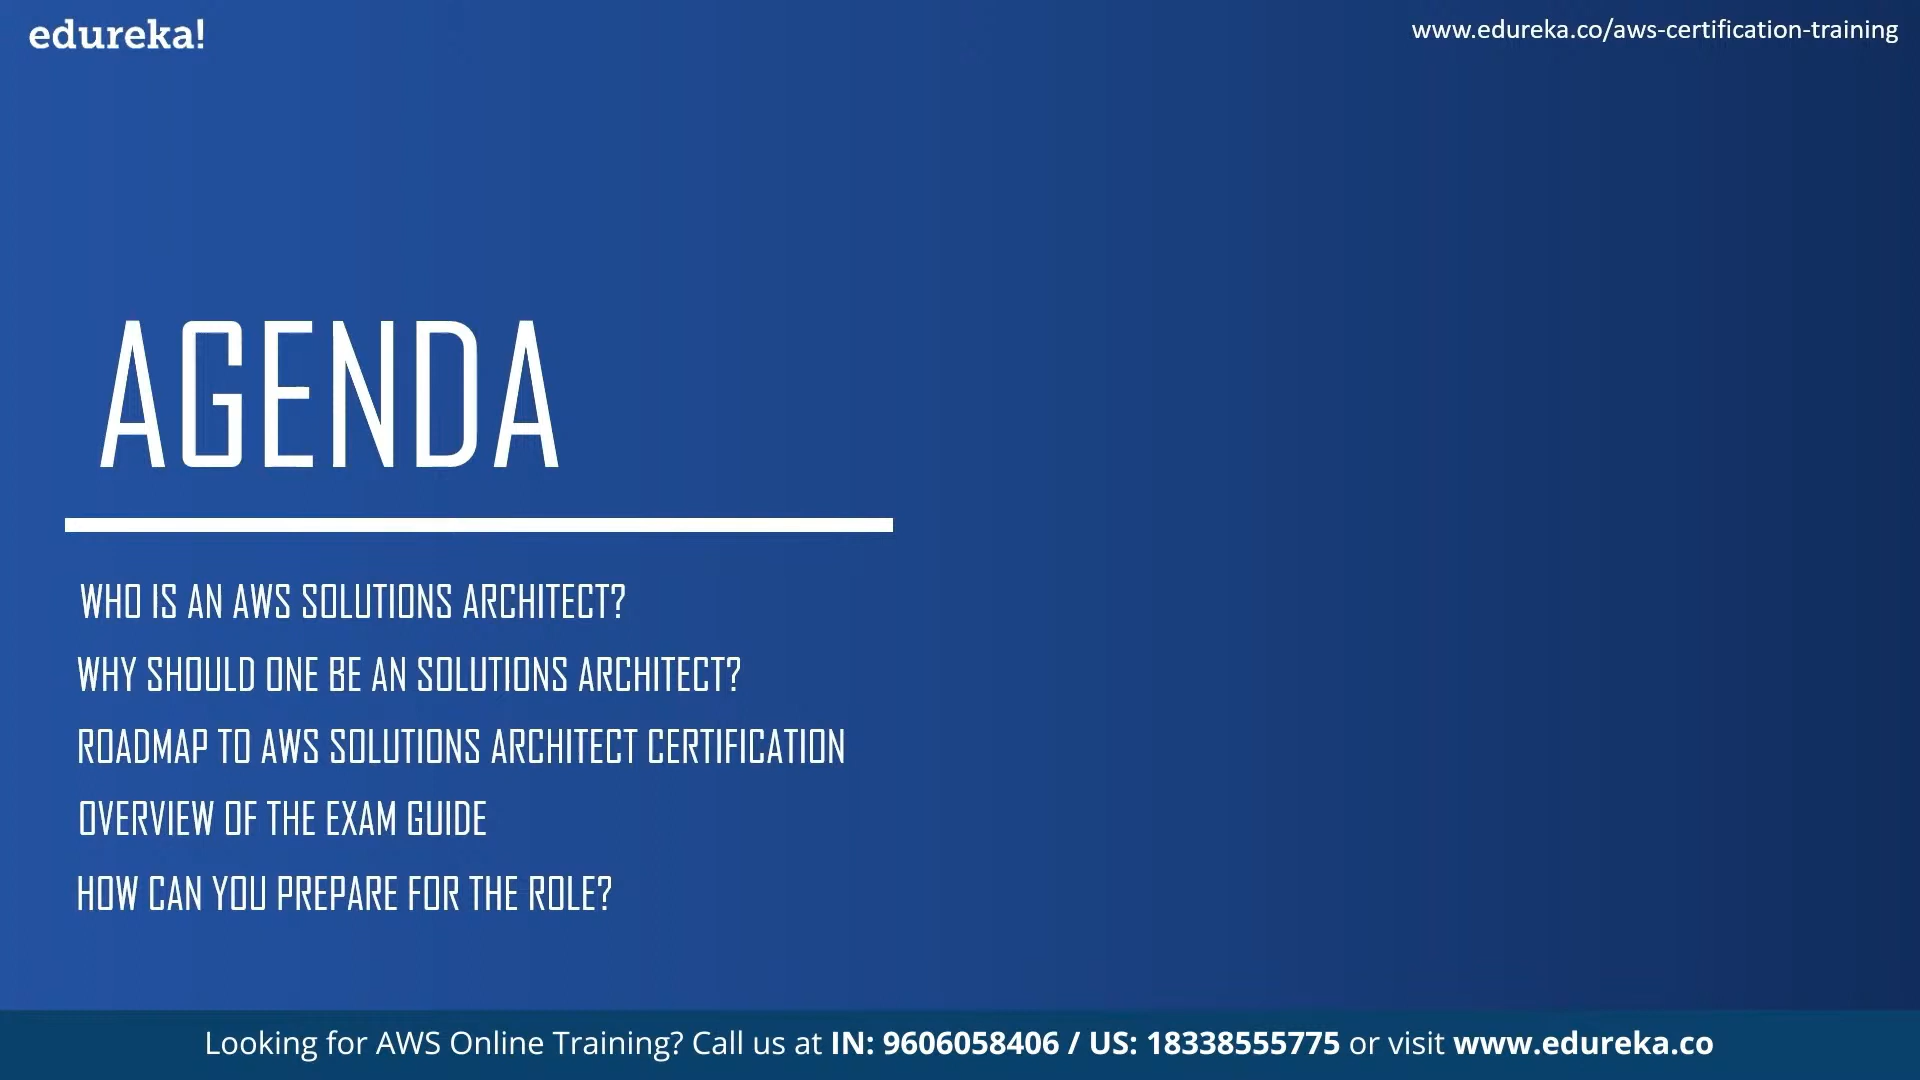 edureka!
www.edureka.co/aws-certification-training
AGENDA
WHO IS AN AWS SOLUTIONS ARCHITECT?
WHY SHOULD ONE BE AN SOLUTIONS ARCHITECT?
ROADMAP TO AWS SOLUTIONS ARCHITECT CERTIFICATION
OVERVIEW OF THE EXAM GUIDE
HOW CAN YOU PREPARE FOR THE ROLE?
Looking for AWS Online Training? Call us at IN: 9606058406 / US: 18338555775 or visit www.edureka.co